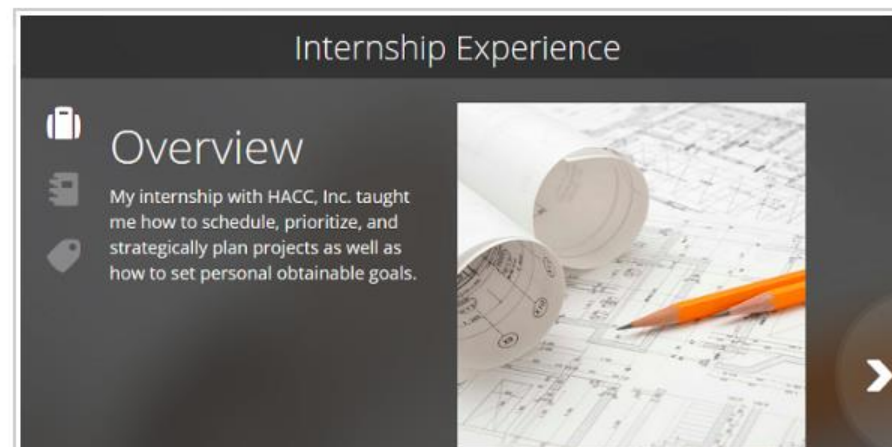 Internship Experience
Overview
My internship with HACC, Inc. taught
me how to schedule, prioritize, and
strategically plan projects as well as
how to set personal obtainable goals.